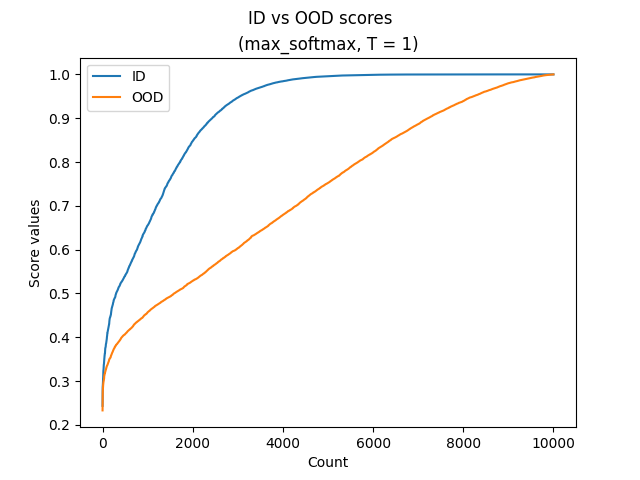 ID vs OOD scores
(max_softmax, T = 1)
ID
OOD
1.0
0.9
0.8
0.7
0.6
0.5
0.4
0.3
0.2
Score values
0 2000 4000 6000 8000 10000
Count